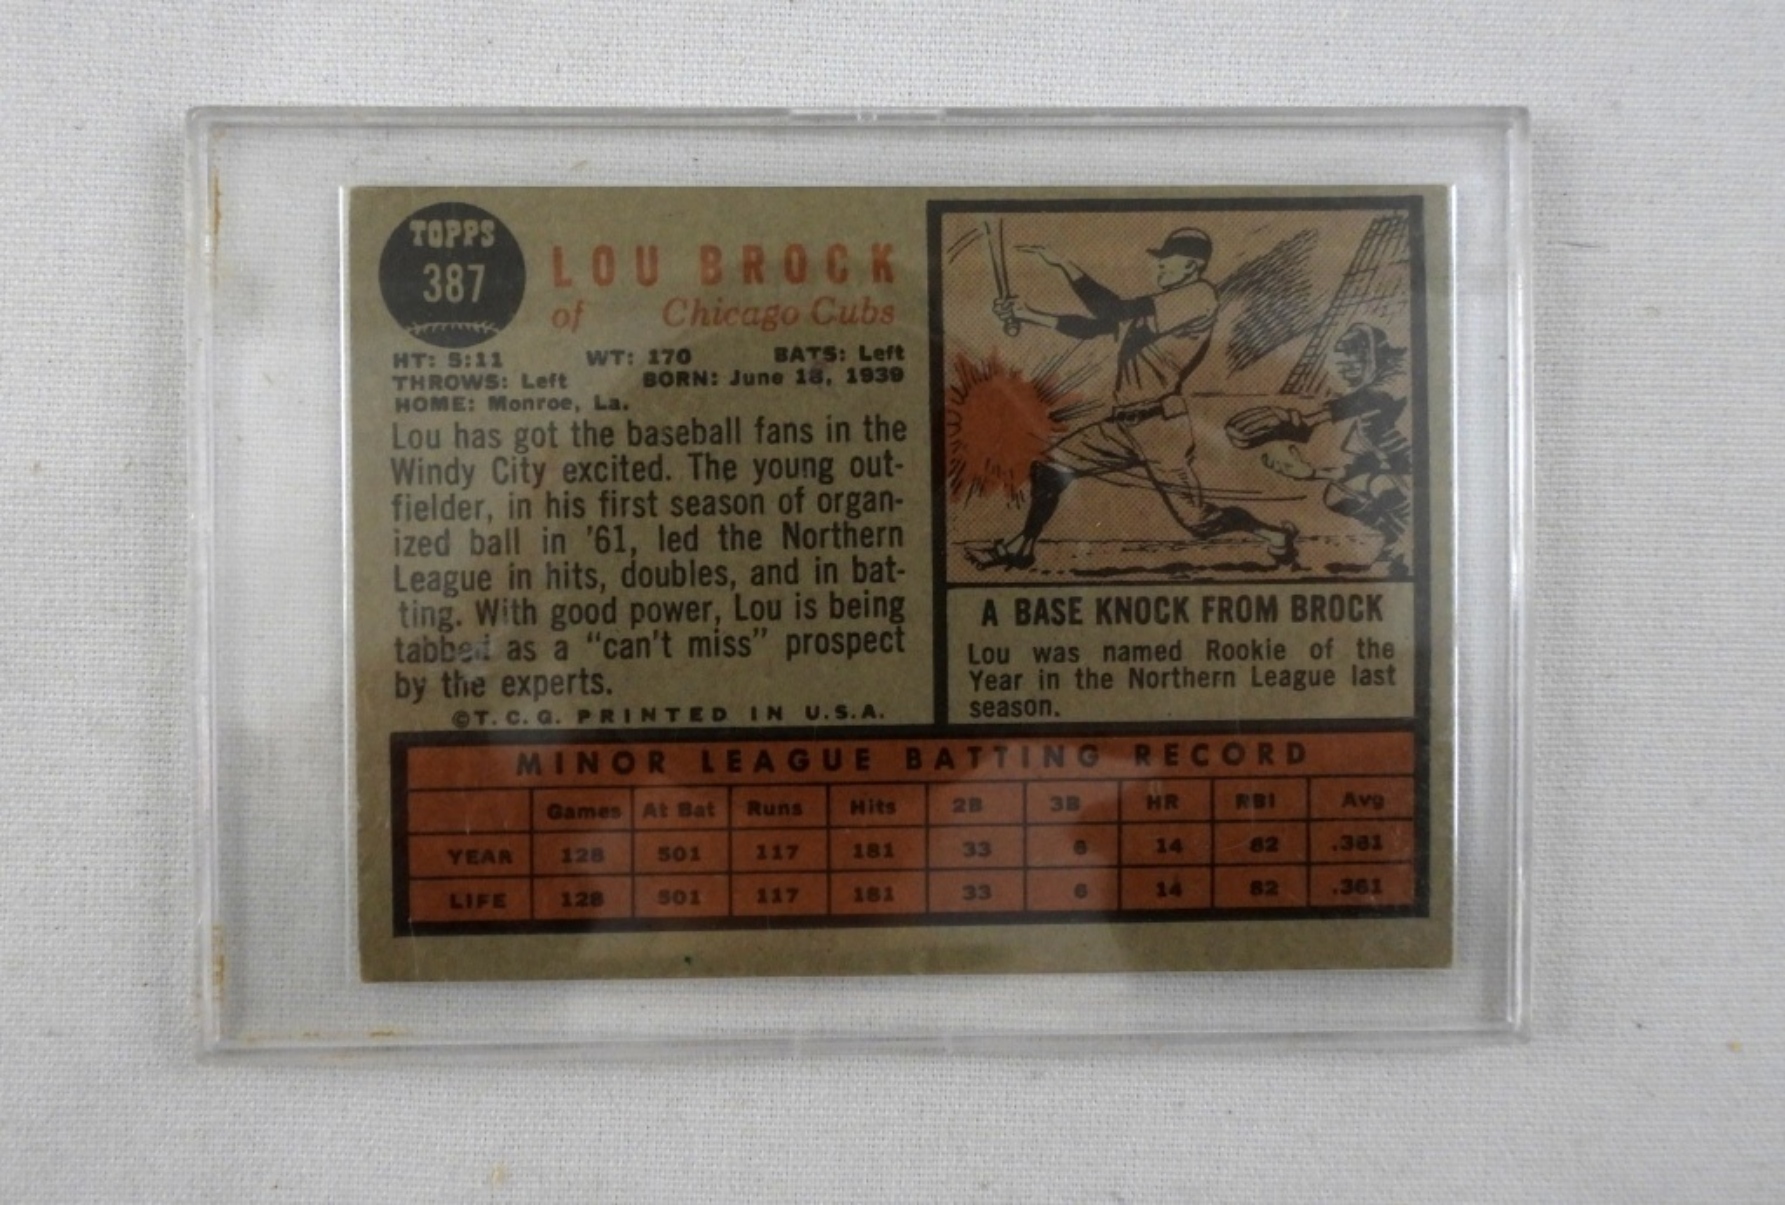 TOPPS
387
LOU BROCK
of Chicago Cubs
HT: 5:11 WT: 170 BATS: Left
THROWS: Left BORN: June 18, 1939
HOME: Monroe, La.
Lou has got the baseball fans in the
Windy City excited. The young out-
fielder, in his first season of organ-
ized ball in '61, led the Northern
League in hits, doubles, and in bat-
ting. With good power, Lou is being
tabbed as a “can't miss” prospect
by the experts.
©T.C.G. PRINTED IN U.S.A.
A BASE KNOCK FROM BROCK
Lou was named Rookie of the
Year in the Northern League last
season.
MINOR LEAGUE BATTING RECORD
Games At Bat Runs Hits 2B 3B HR RBI Avg
YEAR 128 501 117 181 33 6 14 82 .361
LIFE 128 501 117 181 33 6 14 82 .361